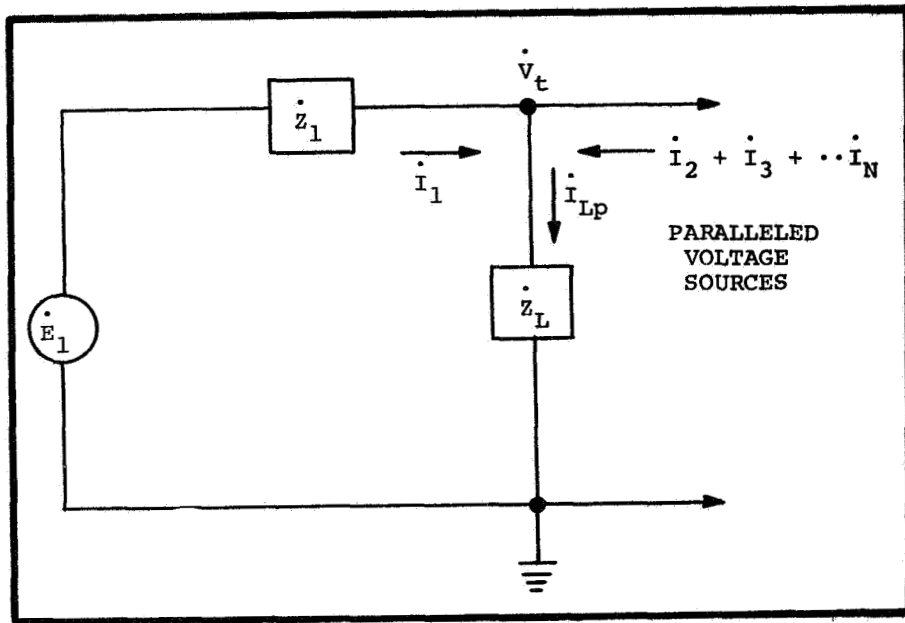 V̇t
Ż1
İ1
İ2 + İ3 + ··İN
İLp
PARALLELED
VOLTAGE
SOURCES
ŻL
Ė1